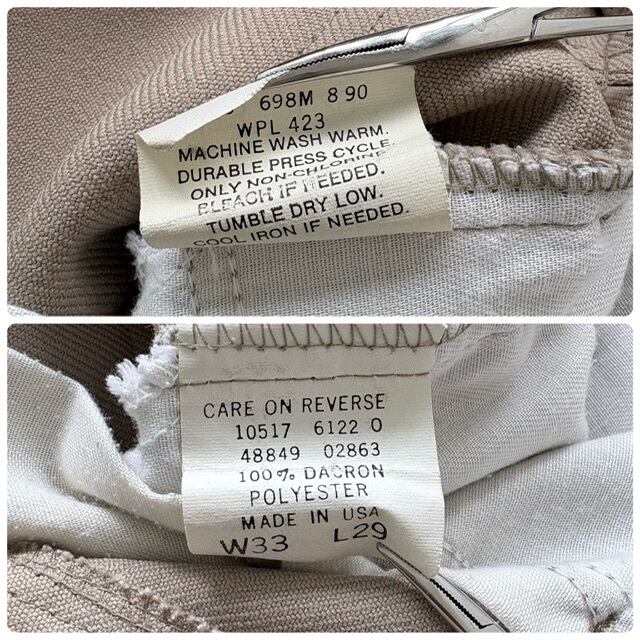 698M 8 90
WPL 423
MACHINE WASH WARM.
DURABLE PRESS CYCLE.
ONLY NON-CHLORINE
BLEACH IF NEEDED.
TUMBLE DRY LOW.
COOL IRON IF NEEDED.
CARE ON REVERSE
10517 6122 0
48849 02863
100% DACRON
POLYESTER
MADE IN USA
W33 L29